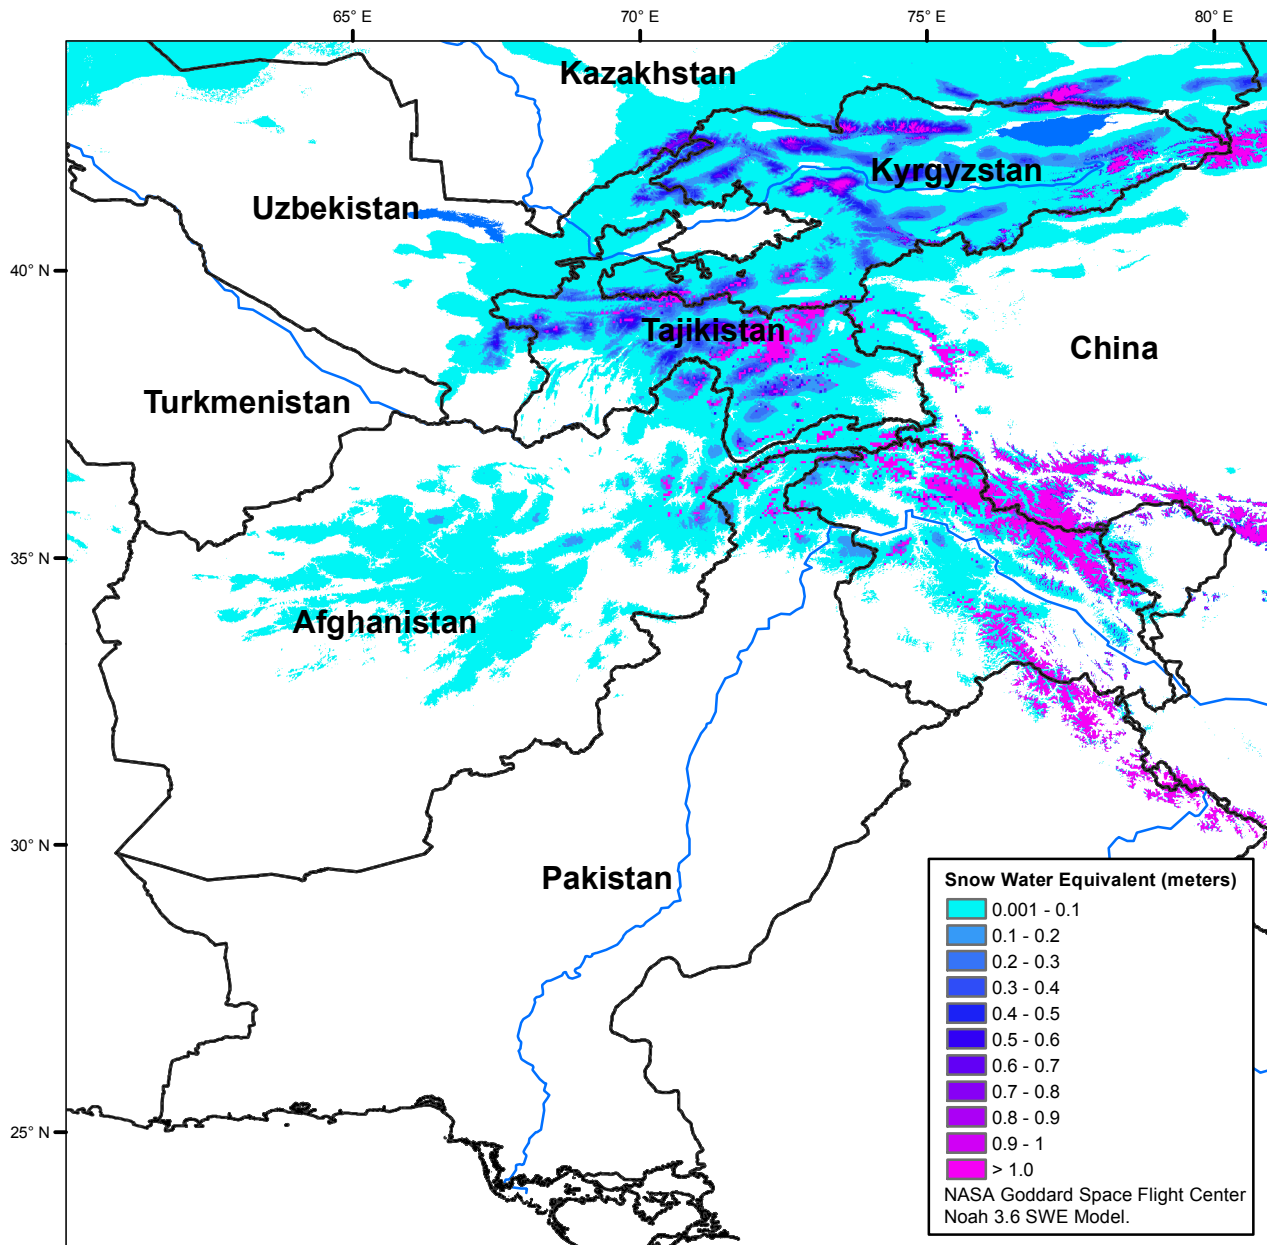 65° E
70° E
75° E
80° E
Kazakhstan
Kyrgyzstan
Uzbekistan
40° N
Tajikistan
China
Turkmenistan
35° N
Afghanistan
30° N
Pakistan
25° N
Snow Water Equivalent (meters)
0.001 - 0.1
0.1 - 0.2
0.2 - 0.3
0.3 - 0.4
0.4 - 0.5
0.5 - 0.6
0.6 - 0.7
0.7 - 0.8
0.8 - 0.9
0.9 - 1
> 1.0
NASA Goddard Space Flight Center
Noah 3.6 SWE Model.